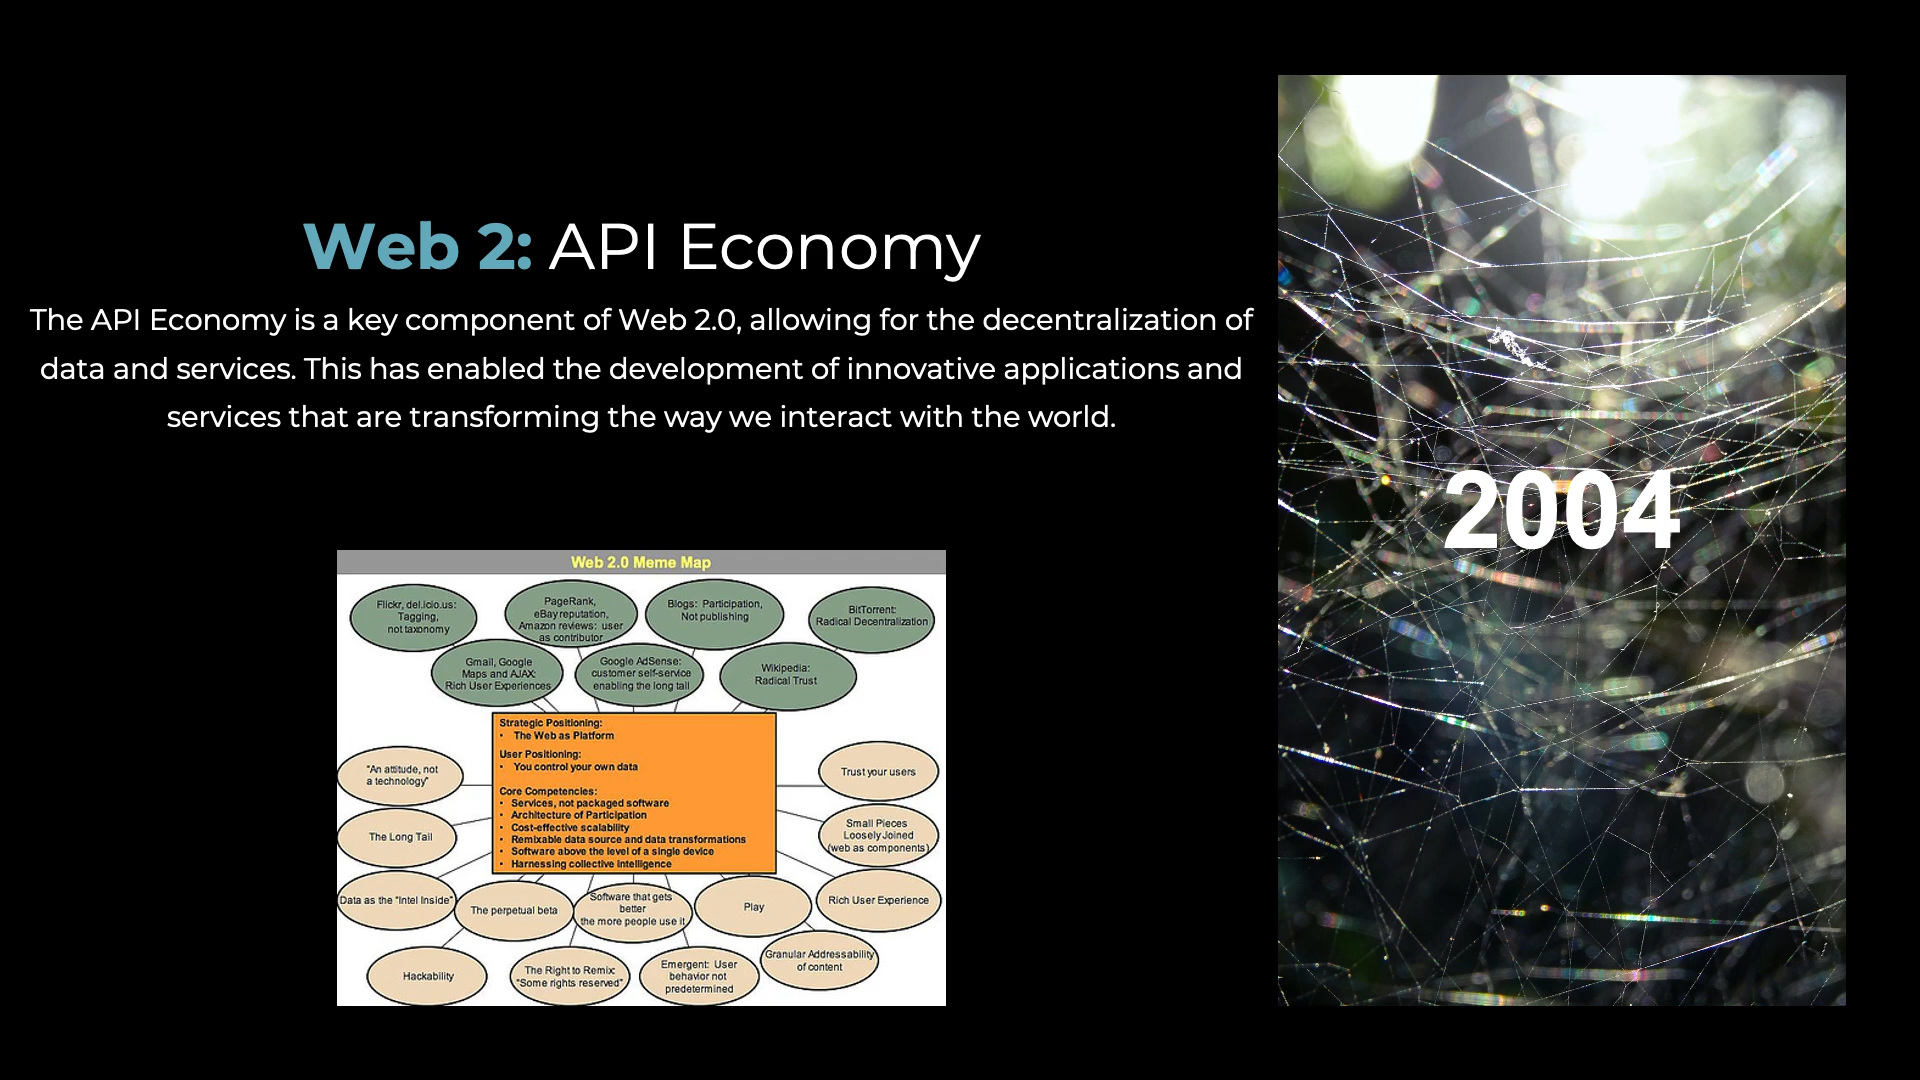 Web 2: API Economy
The API Economy is a key component of Web 2.0, allowing for the decentralization of
data and services. This has enabled the development of innovative applications and
services that are transforming the way we interact with the world.
2004
Web 2.0 Meme Map
Flickr, del.icio.us:
Tagging,
not taxonomy
PageRank,
eBay reputation,
Amazon reviews: user
as contributor
Blogs: Participation,
Not publishing
BitTorrent:
Radical Decentralization
Gmail, Google
Maps and AJAX:
Rich User Experiences
Google AdSense:
customer self-service
enabling the long tail
Wikipedia:
Radical Trust
Strategic Positioning:
• The Web as Platform
User Positioning:
• You control your own data
Core Competencies:
• Services, not packaged software
• Architecture of Participation
• Cost-effective scalability
• Remixable data source and data transformations
• Software above the level of a single device
• Harnessing collective intelligence
"An attitude, not
a technology"
Trust your users
The Long Tail
Small Pieces
Loosely Joined
(web as components)
Data as the "Intel Inside"
The perpetual beta
Software that gets
better
the more people use it
Play
Rich User Experience
Hackability
The Right to Remix:
"Some rights reserved"
Emergent: User
behavior not
predetermined
Granular Addressability
of content